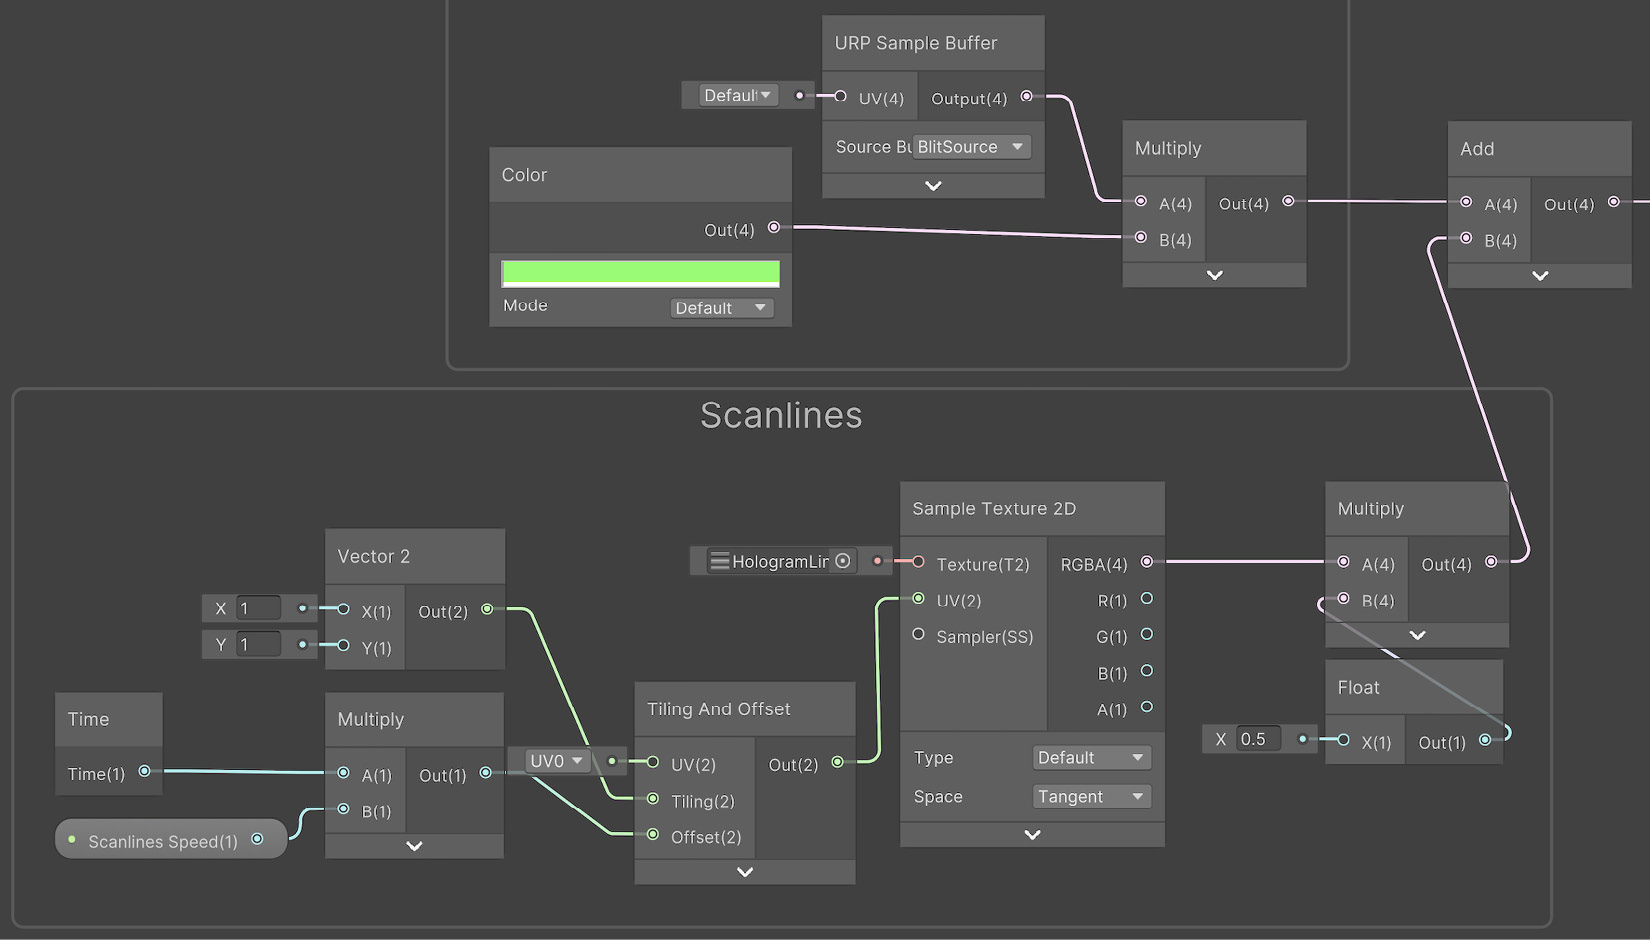 URP Sample Buffer
UV(4)
Output(4)
BlitSource
Color
Out(4)
Mode
Default
Multiply
A(4)
Out(4)
B(4)
Add
A(4)
Out(4)
B(4)
Scanlines
Vector 2
X 1
X(1)
Out(2)
Y 1
Y(1)
Time
Time(1)
Scanlines Speed(1)
Multiply
A(1)
Out(1)
B(1)
UV0
Tiling And Offset
UV(2)
Out(2)
Tiling(2)
Offset(2)
Sample Texture 2D
Texture(T2)
RGBA(4)
UV(2)
R(1)
Sampler(SS)
G(1)
B(1)
A(1)
Type
Default
Space
Tangent
Multiply
A(4)
Out(4)
B(4)
Float
X 0.5
X(1)
Out(1)